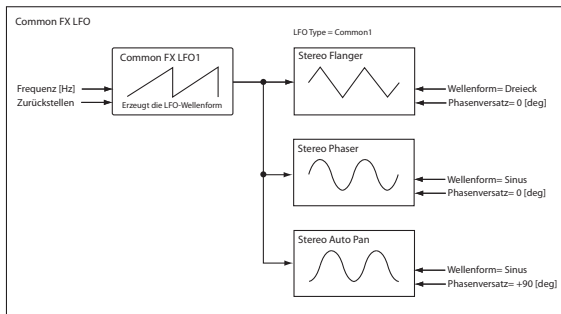 Common FX LFO
LFO Type = Common1
Common FX LFO1
Erzeugt die LFO-Wellenform
Frequenz [Hz]
Zurückstellen
Stereo Flanger
Wellenform= Dreieck
Phasenversatz= 0 [deg]
Stereo Phaser
Wellenform= Sinus
Phasenversatz= 0 [deg]
Stereo Auto Pan
Wellenform= Sinus
Phasenversatz= +90 [deg]